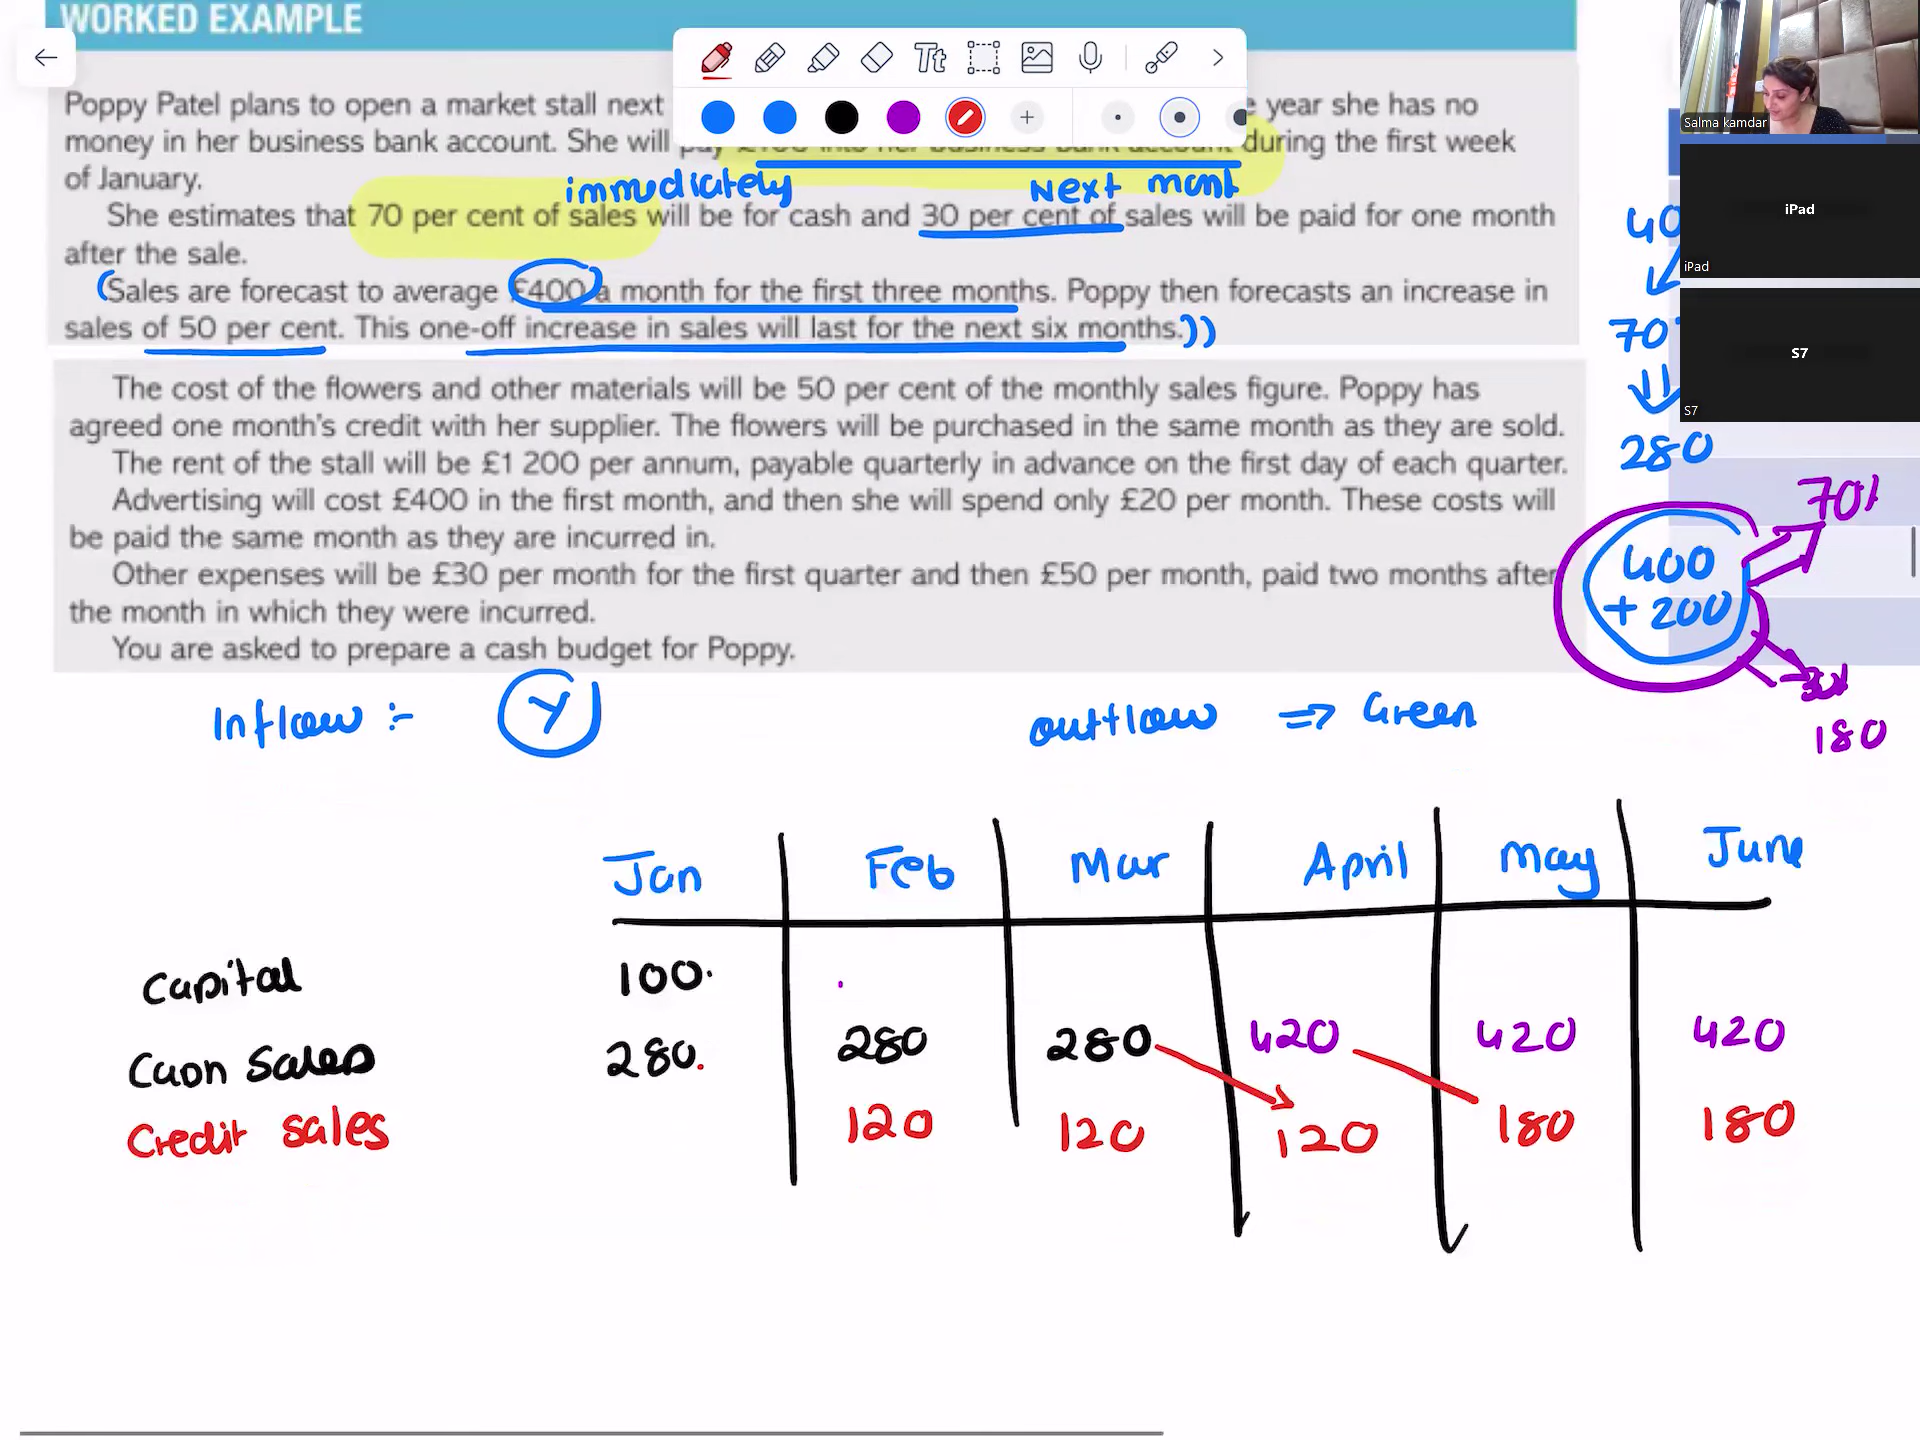 WORKED EXAMPLE
Poppy Patel plans to open a market stall next year she has no
money in her business bank account. She will pay £100 into her business bank account during the first week
of January.
immediately Next mont
She estimates that 70 per cent of sales will be for cash and 30 per cent of sales will be paid for one month
after the sale.
(Sales are forecast to average £400 a month for the first three months. Poppy then forecasts an increase in
sales of 50 per cent. This one-off increase in sales will last for the next six months.))
The cost of the flowers and other materials will be 50 per cent of the monthly sales figure. Poppy has
agreed one month's credit with her supplier. The flowers will be purchased in the same month as they are sold.
The rent of the stall will be £1 200 per annum, payable quarterly in advance on the first day of each quarter.
Advertising will cost £400 in the first month, and then she will spend only £20 per month. These costs will
be paid the same month as they are incurred in.
Other expenses will be £30 per month for the first quarter and then £50 per month, paid two months after
the month in which they were incurred.
You are asked to prepare a cash budget for Poppy.
Tt
Salma kamdar
iPad
iPad
S7
S7
40
70
280
70%
400
+ 200
180
Inflow :- Y outflow => Green
Jan Feb Mar April May June
Capital 100.
Cash Sales 280. 280 280 420 420 420
Credit sales 120 120 120 180 180